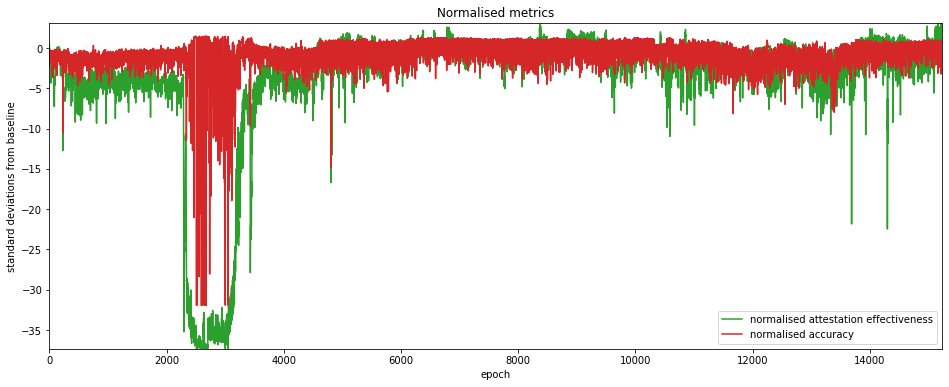 Normalised metrics
standard deviations from baseline
0
−5
−10
−15
−20
−25
−30
−35
0 2000 4000 6000 8000 10000 12000 14000
epoch
normalised attestation effectiveness
normalised accuracy